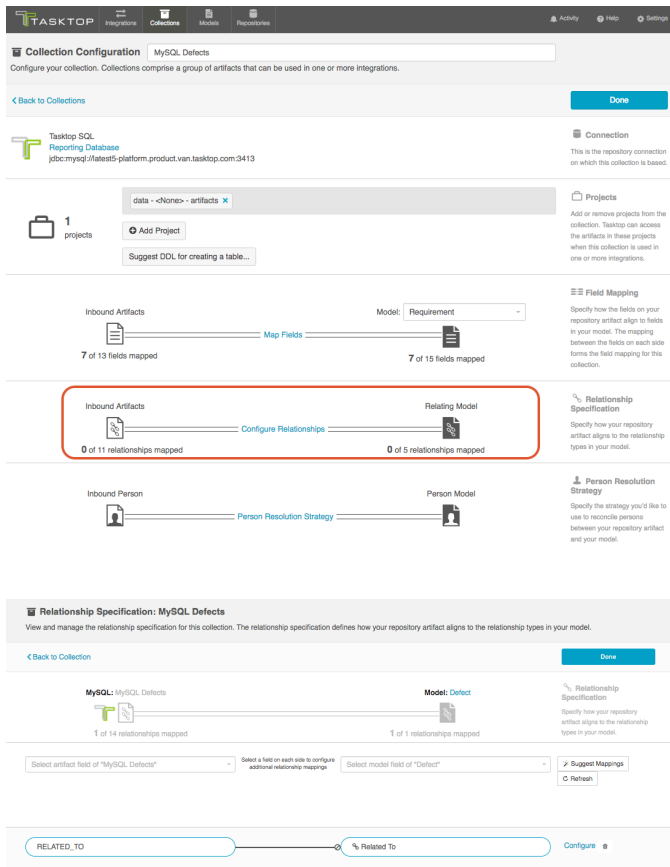 TASKTOP
Integrations
Collections
Models
Repositories
Activity
Help
Settings
Collection Configuration
MySQL Defects
Configure your collection. Collections comprise a group of artifacts that can be used in one or more integrations.
Back to Collections
Done
Tasktop SQL
Reporting Database
jdbc:mysql://latest5-platform.product.van.tasktop.com:3413
Connection
This is the repository connection
on which this collection is based.
1
projects
data - <None> - artifacts ×
Add Project
Suggest DDL for creating a table...
Projects
Add or remove projects from the
collection. Tasktop can access
the artifacts in these projects
when this collection is used in
one or more integrations.
Inbound Artifacts
Model: Requirement
Map Fields
7 of 13 fields mapped
7 of 15 fields mapped
Field Mapping
Specify how the fields on your
repository artifact align to fields
in your model. The mapping
between the fields on each side
forms the field mapping for this
collection.
Inbound Artifacts
Relating Model
Configure Relationships
0 of 11 relationships mapped
0 of 5 relationships mapped
Relationship
Specification
Specify how your repository
artifact aligns to the relationship
types in your model.
Inbound Person
Person Model
Person Resolution Strategy
Person Resolution
Strategy
Specify the strategy you'd like to
use to reconcile persons
between your repository artifact
and your model.
Relationship Specification: MySQL Defects
View and manage the relationship specification for this collection. The relationship specification defines how your repository artifact aligns to the relationship types in your model.
Back to Collection
Done
MySQL: MySQL Defects
Model: Defect
1 of 14 relationships mapped
1 of 1 relationships mapped
Relationship
Specification
Specify how your repository
artifact aligns to the relationship
types in your model.
Select artifact field of "MySQL Defects"
Select a field on each side to configure
additional relationship mappings
Select model field of "Defect"
Suggest Mappings
Refresh
RELATED_TO
Related To
Configure